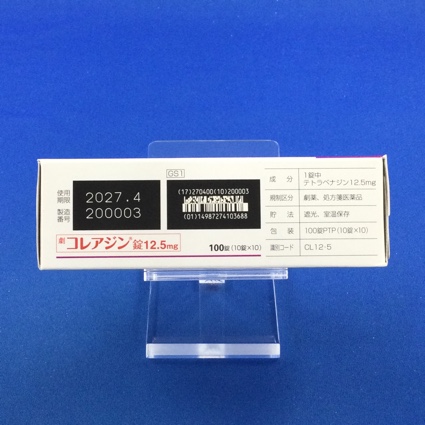 使用
期限
2027.4
製造
番号
200003
GS1
(17)270400(10)200003
(01)14987274103688
劇 コレアジン®錠12.5mg
100錠(10錠×10)
成 分 1錠中
テトラベナジン12.5mg
規制区分 劇薬、処方箋医薬品
貯 法 遮光、室温保存
包 装 100錠PTP(10錠×10)
識別コード CL12-5